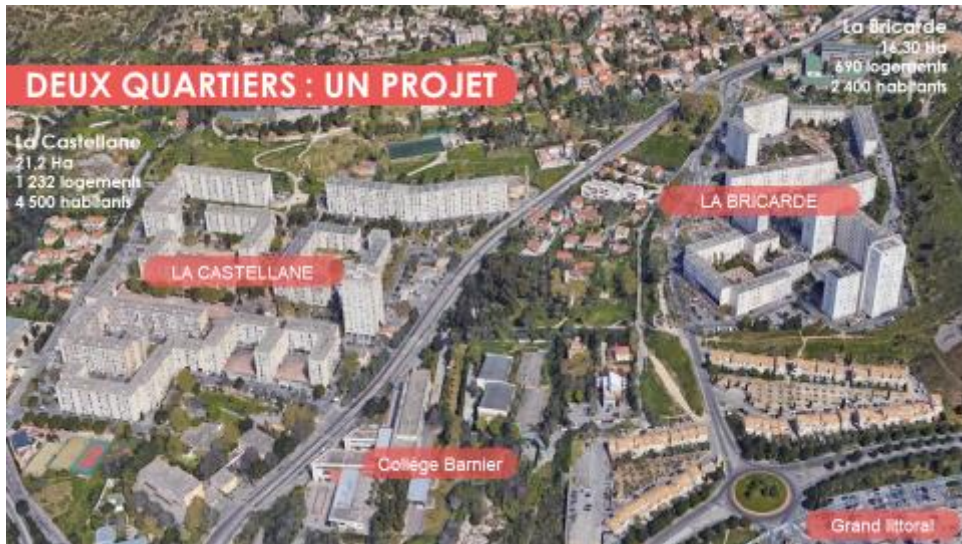 DEUX QUARTIERS : UN PROJET
La Bricarde
16,30 Ha
690 logements
2 400 habitants
La Castellane
21,2 Ha
1 232 logements
4 500 habitants
LA BRICARDE
LA CASTELLANE
Collége Barnier
Grand littoral